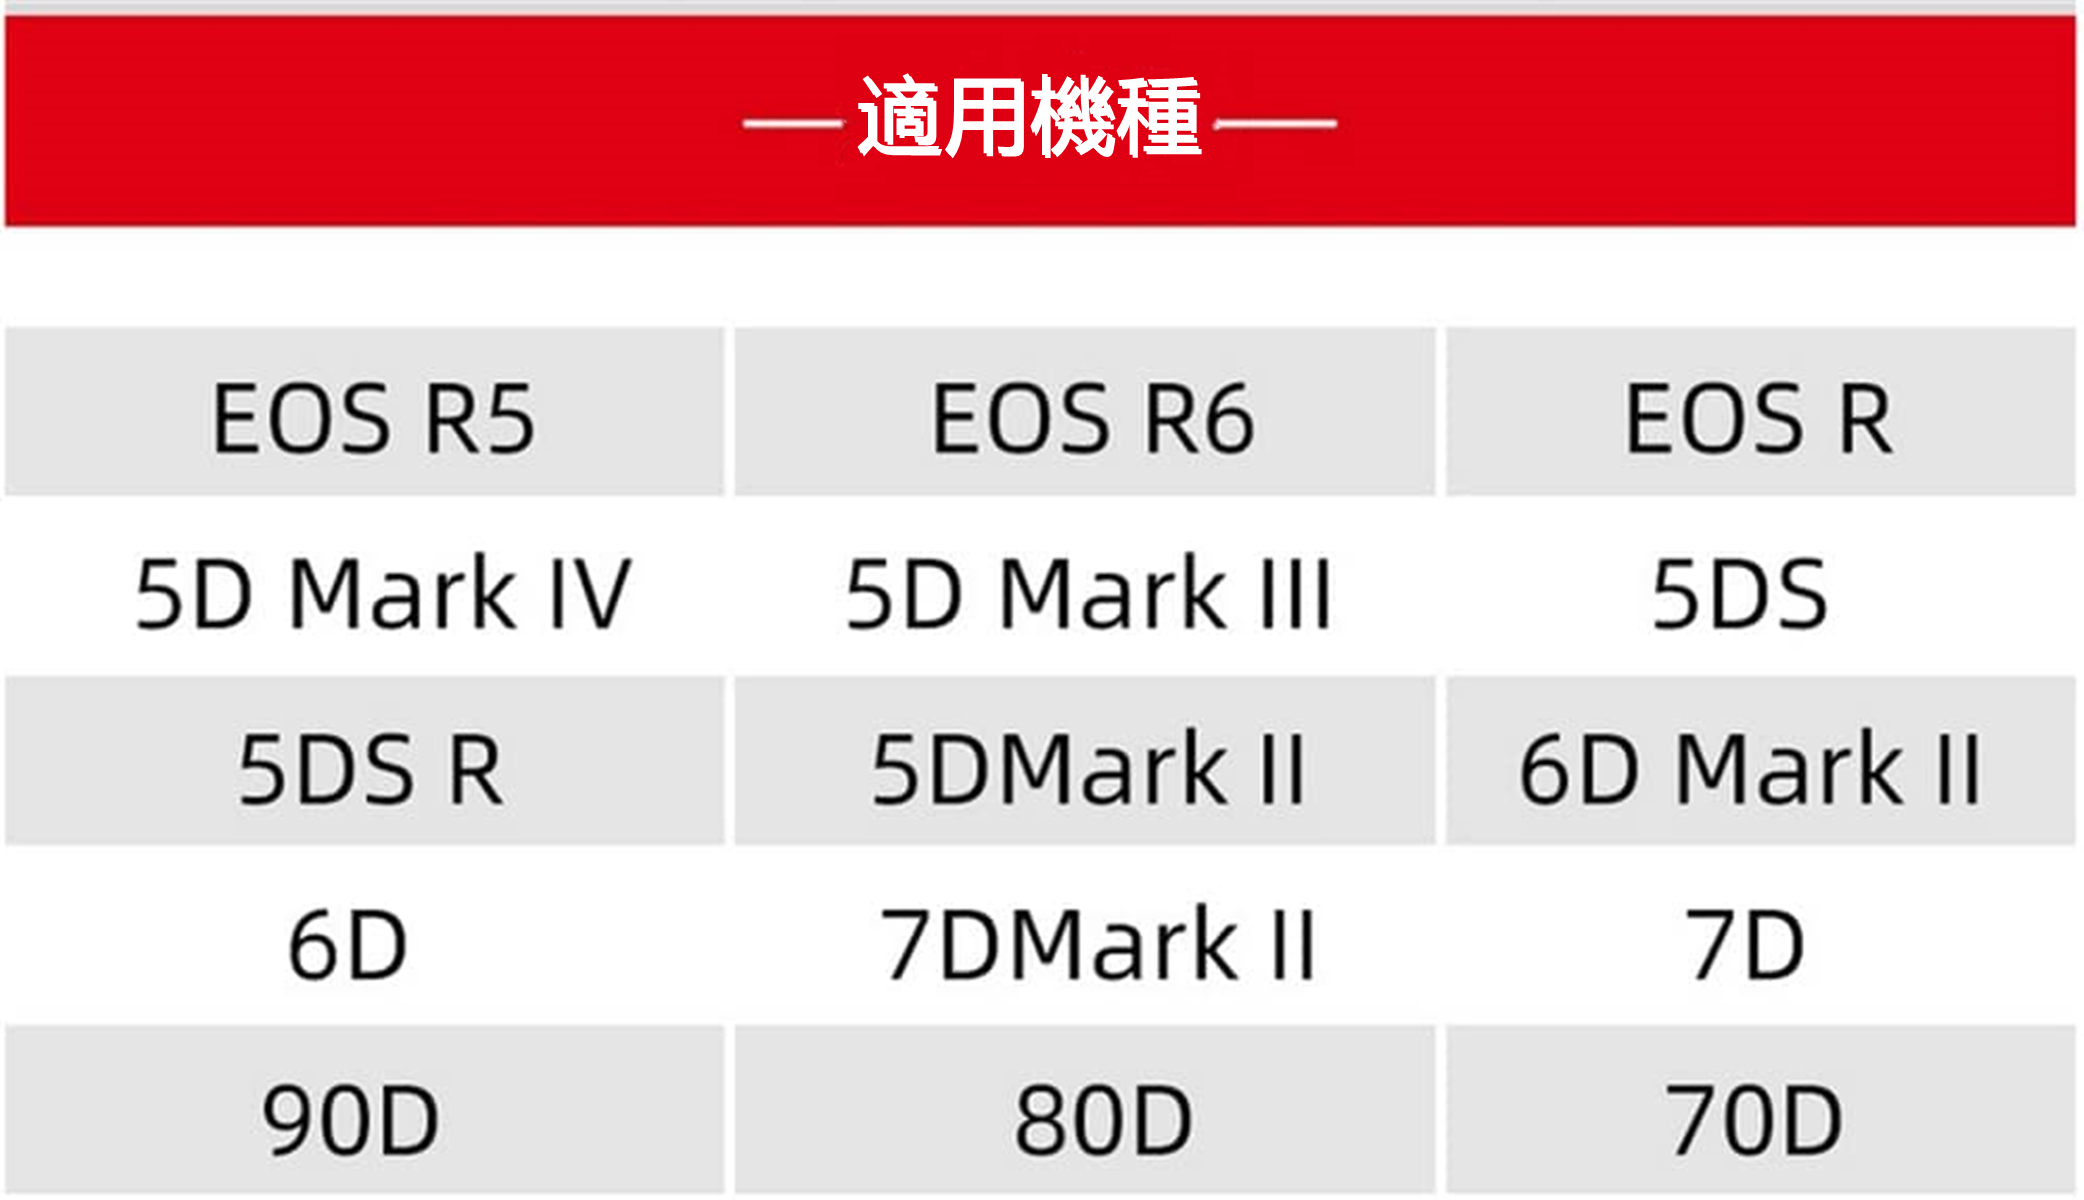 適用機種
EOS R5 EOS R6 EOS R
5D Mark IV 5D Mark III 5DS
5DS R 5DMark II 6D Mark II
6D 7DMark II 7D
90D 80D 70D